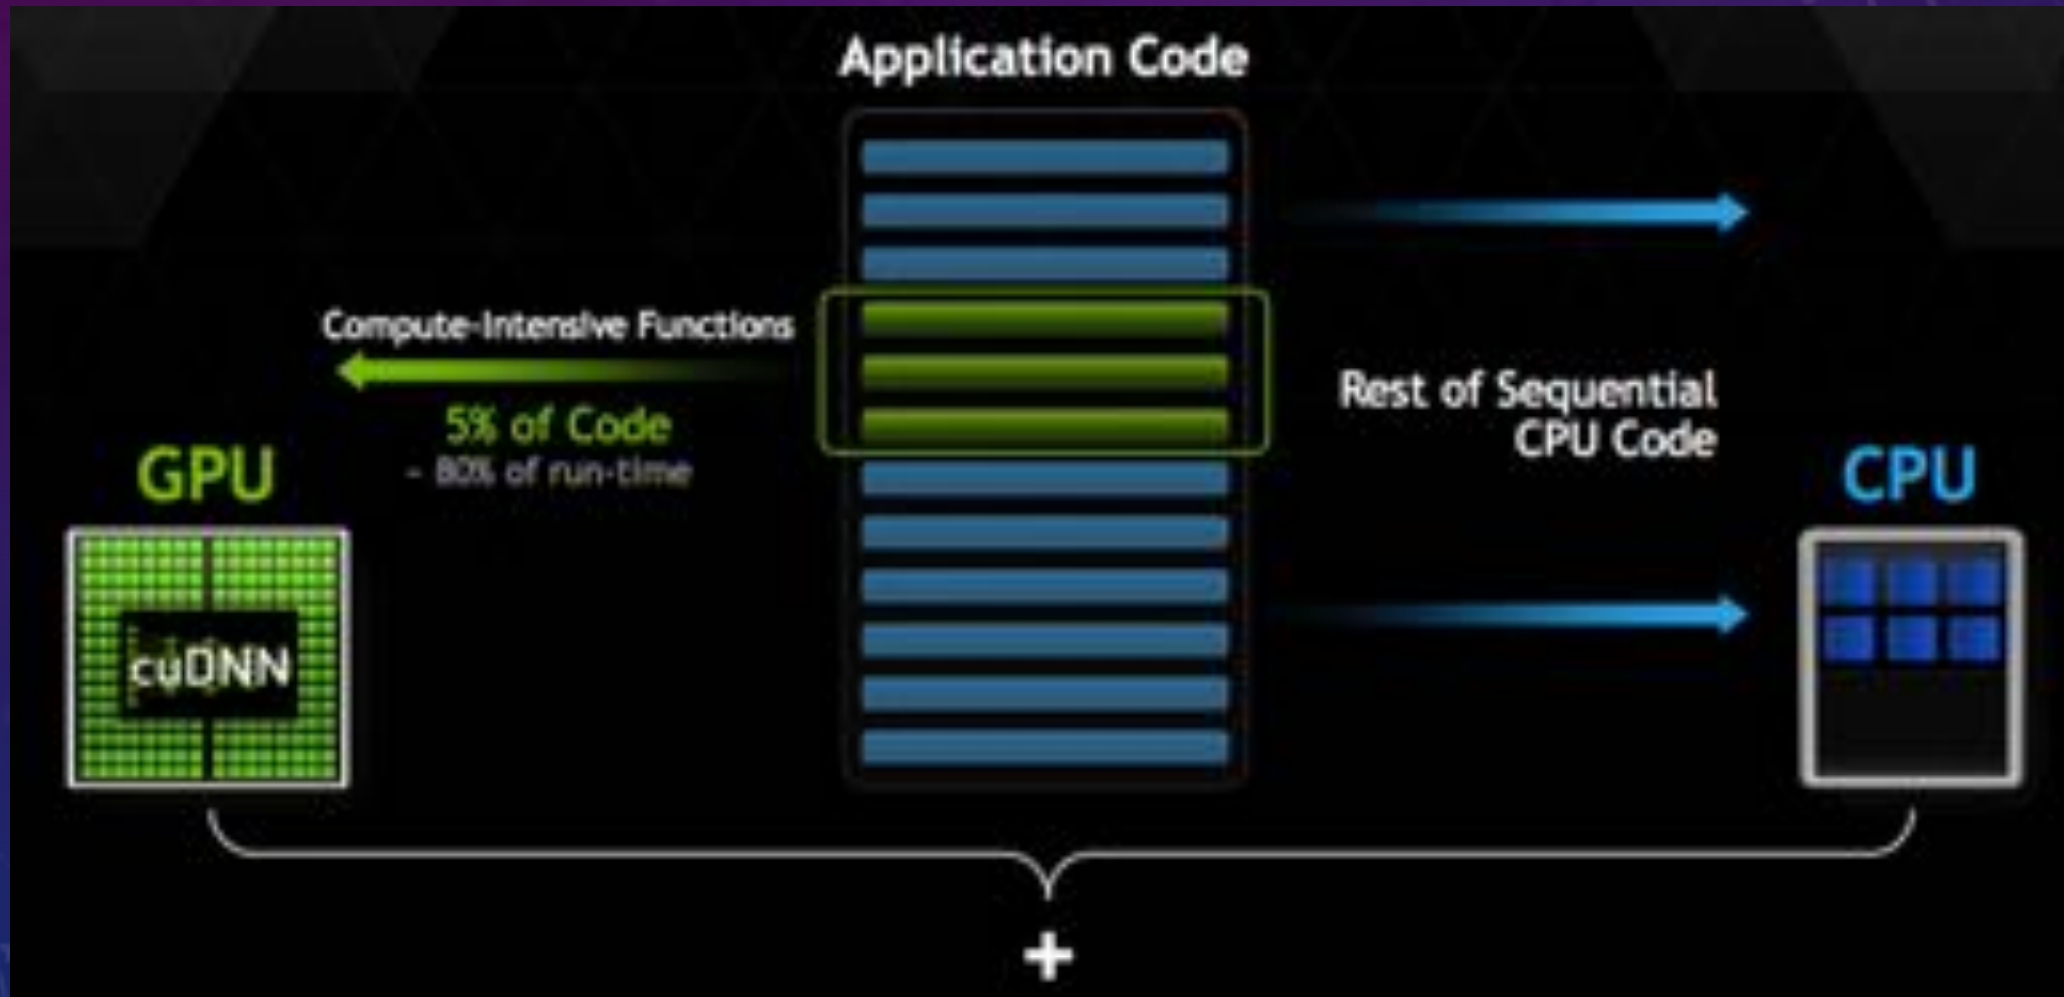 Application Code
Compute-Intensive Functions
5% of Code
~ 80% of run-time
GPU
cuDNN
Rest of Sequential
CPU Code
CPU
+